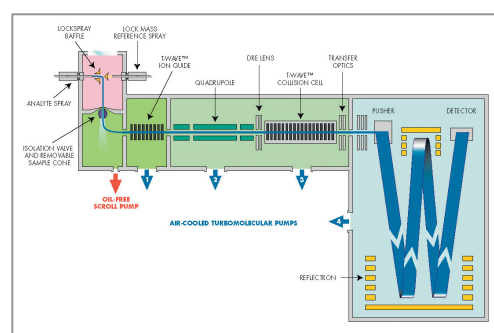 LOCKSPRAY
BAFFLE
LOCK MASS
REFERENCE SPRAY
T-WAVE™
ION GUIDE
QUADRUPOLE
DRE LENS
T-WAVE™
COLLISION CELL
TRANSFER
OPTICS
ANALYTE SPRAY
PUSHER
DETECTOR
ISOLATION VALVE
AND REMOVABLE
SAMPLE CONE
1
2
3
OIL-FREE
SCROLL PUMP
AIR-COOLED TURBOMOLECULAR PUMPS
4
REFLECTRON